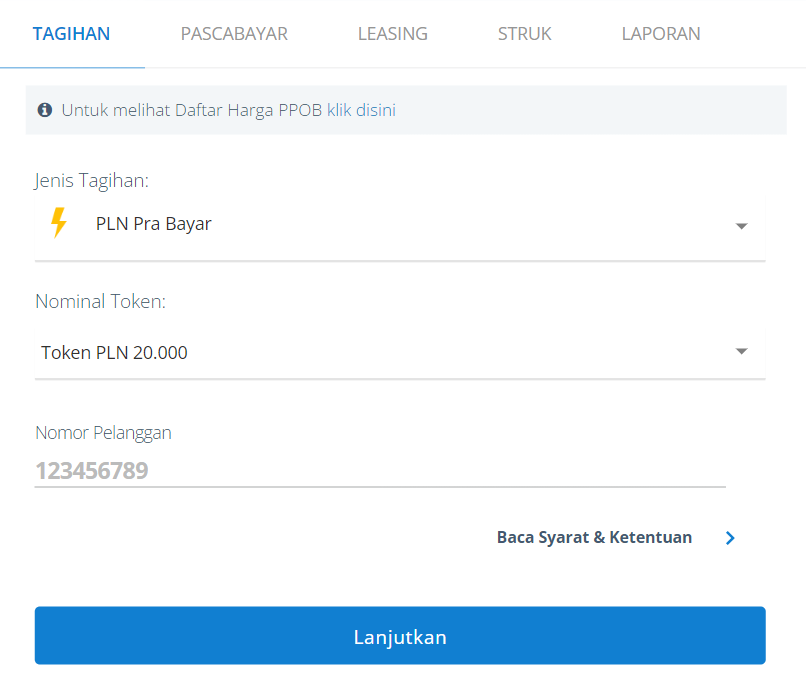 TAGIHAN PASCABAYAR LEASING STRUK LAPORAN
Untuk melihat Daftar Harga PPOB klik disini
Jenis Tagihan:
PLN Pra Bayar
Nominal Token:
Token PLN 20.000
Nomor Pelanggan
123456789
Baca Syarat & Ketentuan
Lanjutkan